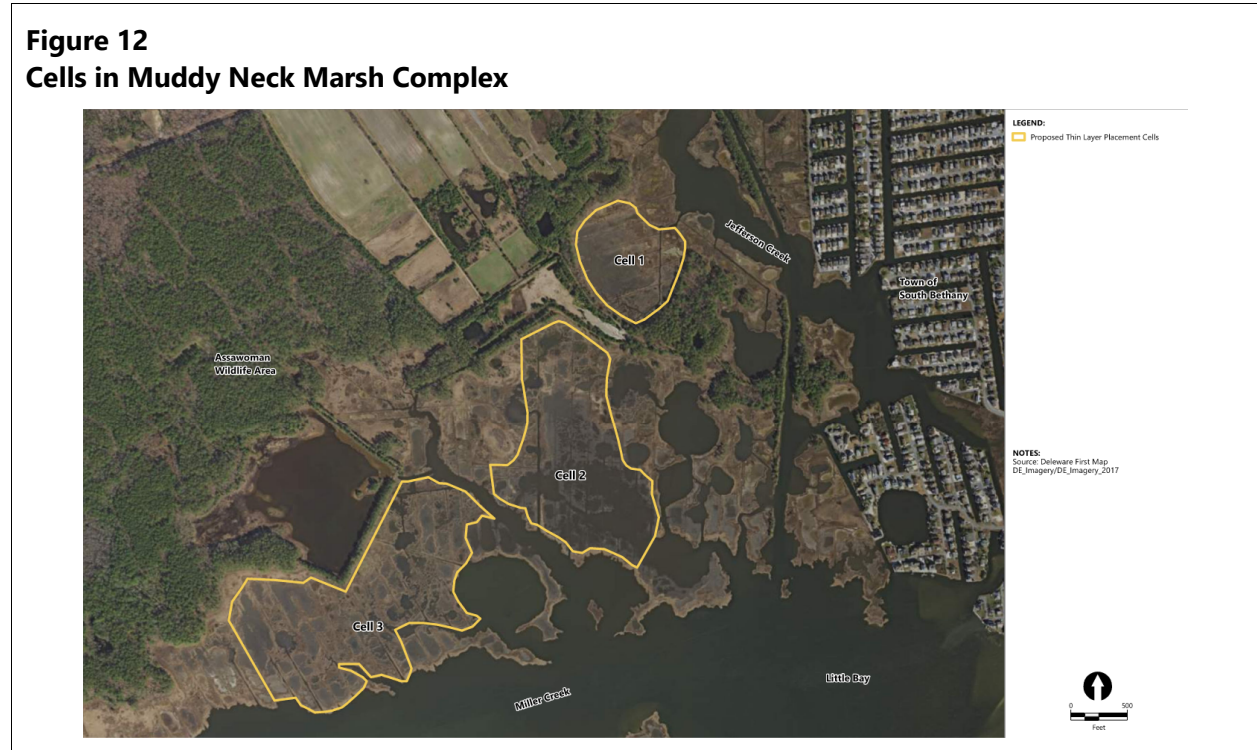 Figure 12
Cells in Muddy Neck Marsh Complex
LEGEND:
Proposed Thin Layer Placement Cells
Jefferson Creek
Cell 1
Town of
South Bethany
Assawoman
Wildlife Area
Cell 2
NOTES:
Source: Deleware First Map
DE_Imagery/DE_Imagery_2017
Cell 3
Little Bay
Miller Creek
0 500
Feet